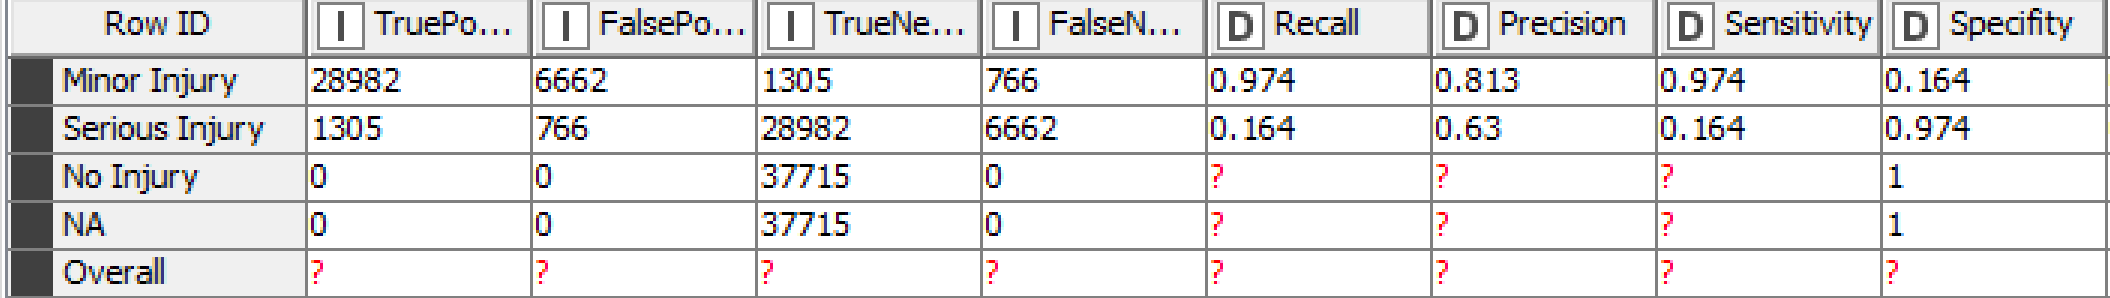 Row ID I TruePo... I FalsePo... I TrueNe... I FalseN... D Recall D Precision D Sensitivity D Specifity
Minor Injury 28982 6662 1305 766 0.974 0.813 0.974 0.164
Serious Injury 1305 766 28982 6662 0.164 0.63 0.164 0.974
No Injury 0 0 37715 0 ? ? ? 1
NA 0 0 37715 0 ? ? ? 1
Overall ? ? ? ? ? ? ? ?